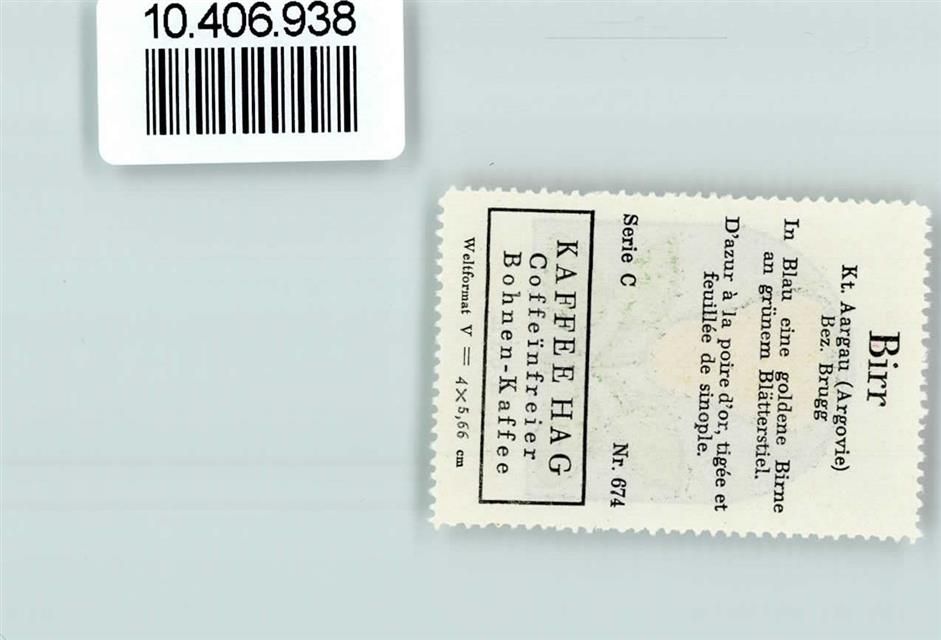 10.406.938
Birr
Kt. Aargau (Argovie)
Bez. Brugg
In Blau eine goldene Birne
an grünem Blätterstiel.
D'azur à la poire d'or, tigée et
feuillée de sinople.
Serie C Nr. 674
KAFFEE HAG
Coffeïnfreier
Bohnen-Kaffee
Weltformat V = 4×5,66 cm